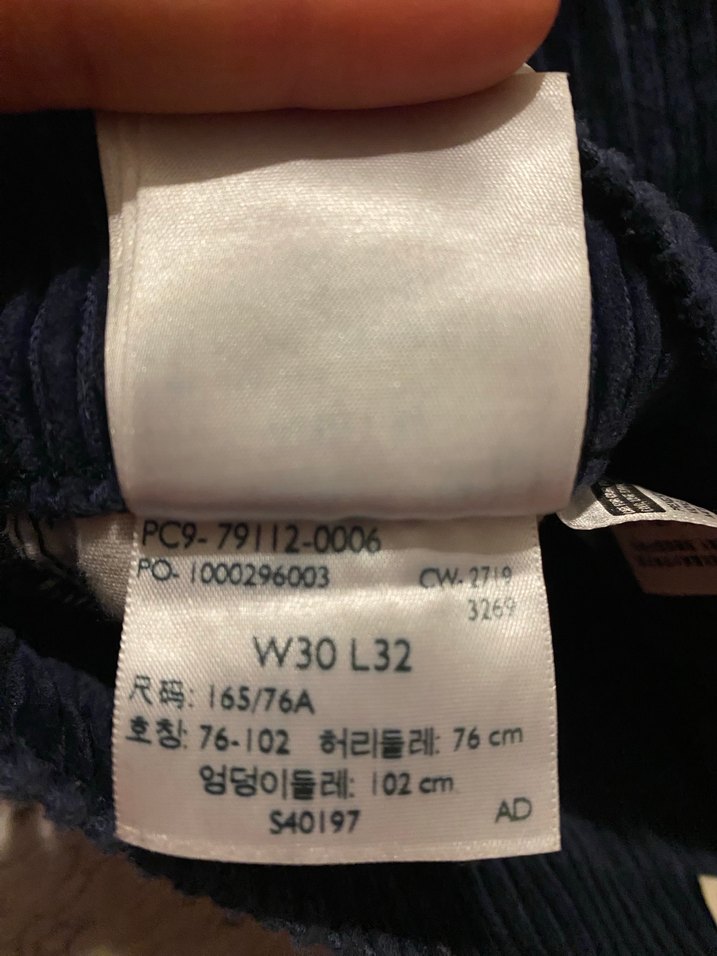 PC9- 79112-0006
PO- 1000296003 CW- 2719
3269
W30 L32
尺码: 165/76A
호칭: 76-102 허리둘레: 76 cm
엉덩이둘레: 102 cm
S40197 AD